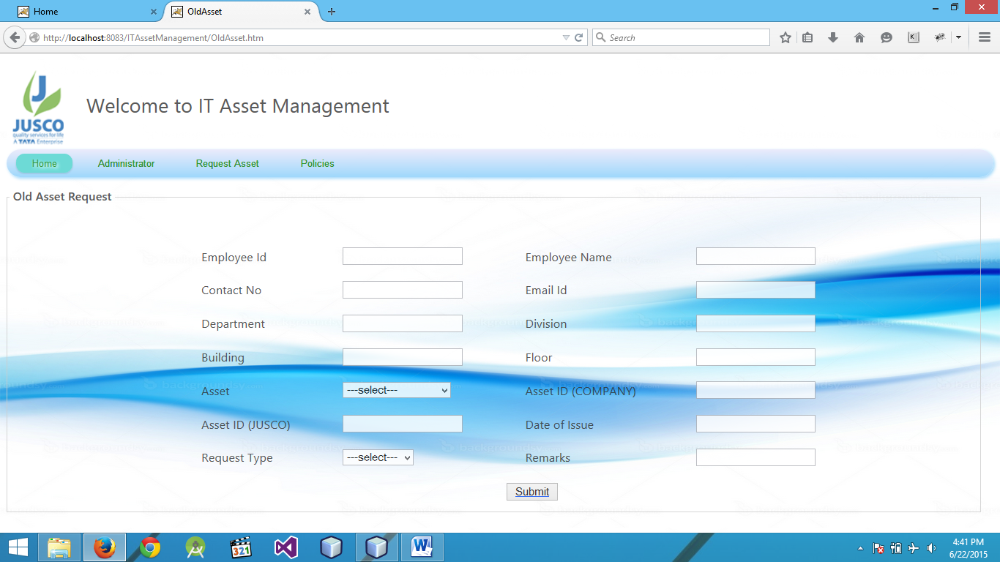 Home
OldAsset
http://localhost:8083/ITAssetManagement/OldAsset.htm
Search
K
JUSCO
quality services for life
A TATA Enterprise
Welcome to IT Asset Management
Home Administrator Request Asset Policies
Old Asset Request
Employee Id Employee Name
Contact No Email Id
Department Division
Building Floor
backgroundsy
Asset ---select--- Asset ID (COMPANY)
Asset ID (JUSCO) Date of Issue
Request Type ---select--- Remarks
Submit
321
4:41 PM
6/22/2015